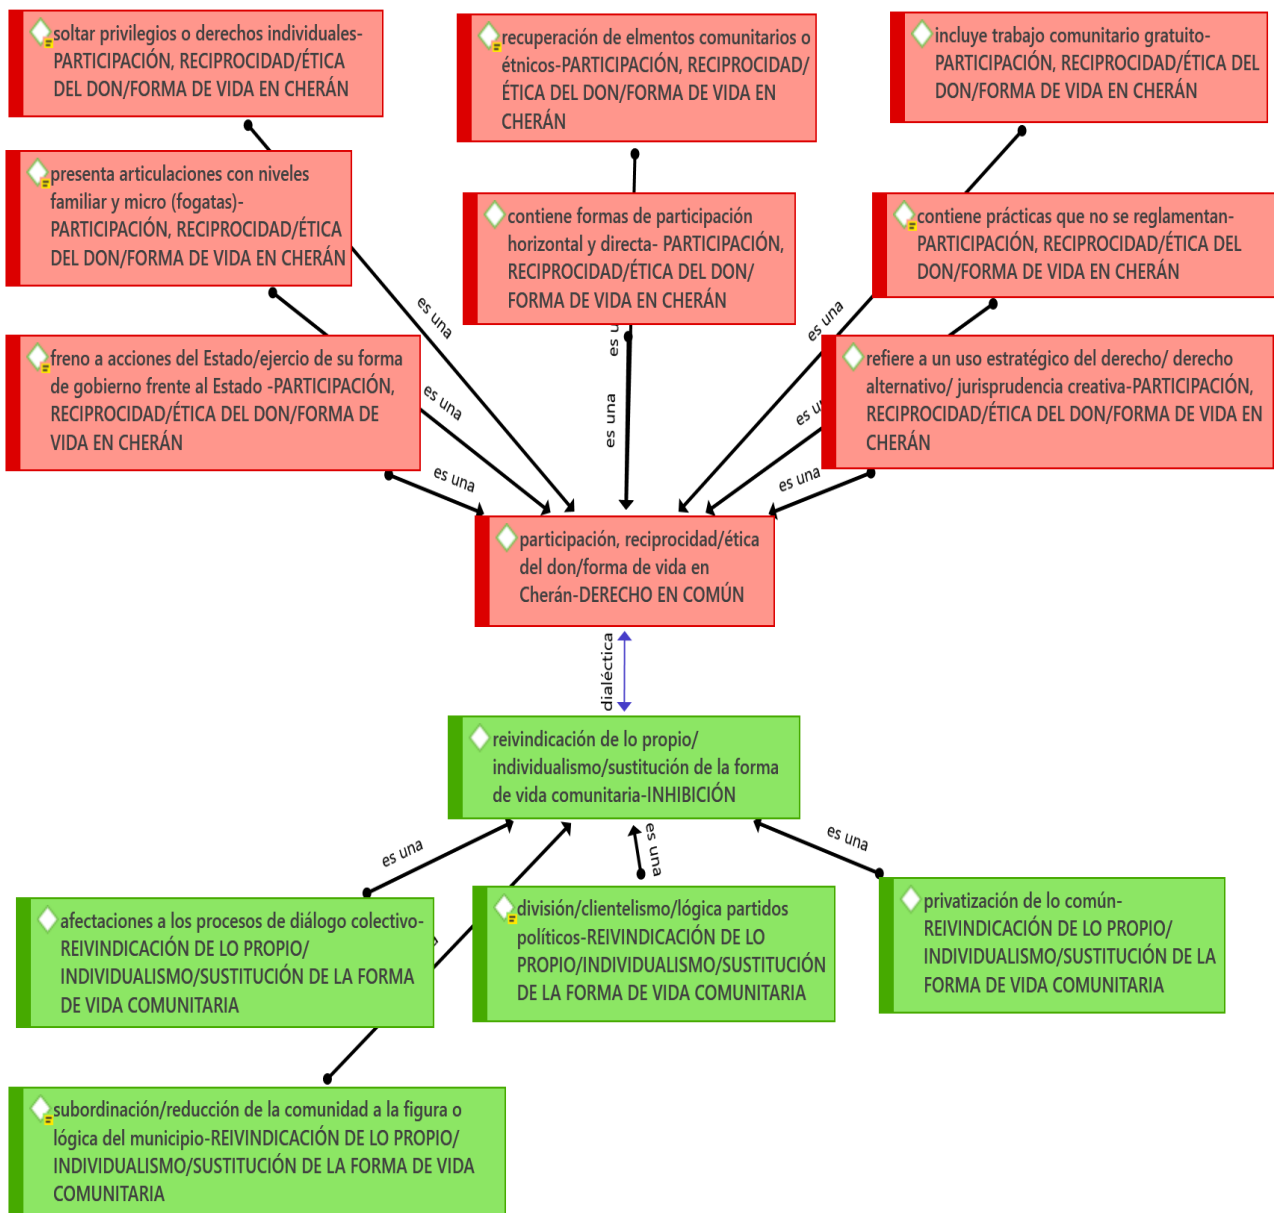 soltar privilegios o derechos individuales-
PARTICIPACIÓN, RECIPROCIDAD/ÉTICA
DEL DON/FORMA DE VIDA EN CHERÁN
recuperación de elmentos comunitarios o
étnicos-PARTICIPACIÓN, RECIPROCIDAD/
ÉTICA DEL DON/FORMA DE VIDA EN
CHERÁN
incluye trabajo comunitario gratuito-
PARTICIPACIÓN, RECIPROCIDAD/ÉTICA DEL
DON/FORMA DE VIDA EN CHERÁN
presenta articulaciones con niveles
familiar y micro (fogatas)-
PARTICIPACIÓN, RECIPROCIDAD/ÉTICA
DEL DON/FORMA DE VIDA EN CHERÁN
contiene formas de participación
horizontal y directa- PARTICIPACIÓN,
RECIPROCIDAD/ÉTICA DEL DON/
FORMA DE VIDA EN CHERÁN
contiene prácticas que no se reglamentan-
PARTICIPACIÓN, RECIPROCIDAD/ÉTICA DEL
DON/FORMA DE VIDA EN CHERÁN
es una
es una
freno a acciones del Estado/ejercio de su forma
de gobierno frente al Estado -PARTICIPACIÓN,
RECIPROCIDAD/ÉTICA DEL DON/FORMA DE
VIDA EN CHERÁN
refiere a un uso estratégico del derecho/ derecho
alternativo/ jurisprudencia creativa-PARTICIPACIÓN,
RECIPROCIDAD/ÉTICA DEL DON/FORMA DE VIDA EN
CHERÁN
es una
es una
es
es una
es una
participación, reciprocidad/ética
del don/forma de vida en
Cherán-DERECHO EN COMÚN
dialéctica
reivindicación de lo propio/
individualismo/sustitución de la forma
de vida comunitaria-INHIBICIÓN
es una
es una
es una
afectaciones a los procesos de diálogo colectivo-
REIVINDICACIÓN DE LO PROPIO/
INDIVIDUALISMO/SUSTITUCIÓN DE LA FORMA
DE VIDA COMUNITARIA
división/clientelismo/lógica partidos
políticos-REIVINDICACIÓN DE LO
PROPIO/INDIVIDUALISMO/SUSTITUCIÓN
DE LA FORMA DE VIDA COMUNITARIA
privatización de lo común-
REIVINDICACIÓN DE LO PROPIO/
INDIVIDUALISMO/SUSTITUCIÓN DE LA
FORMA DE VIDA COMUNITARIA
subordinación/reducción de la comunidad a la figura o
lógica del municipio-REIVINDICACIÓN DE LO PROPIO/
INDIVIDUALISMO/SUSTITUCIÓN DE LA FORMA DE VIDA
COMUNITARIA